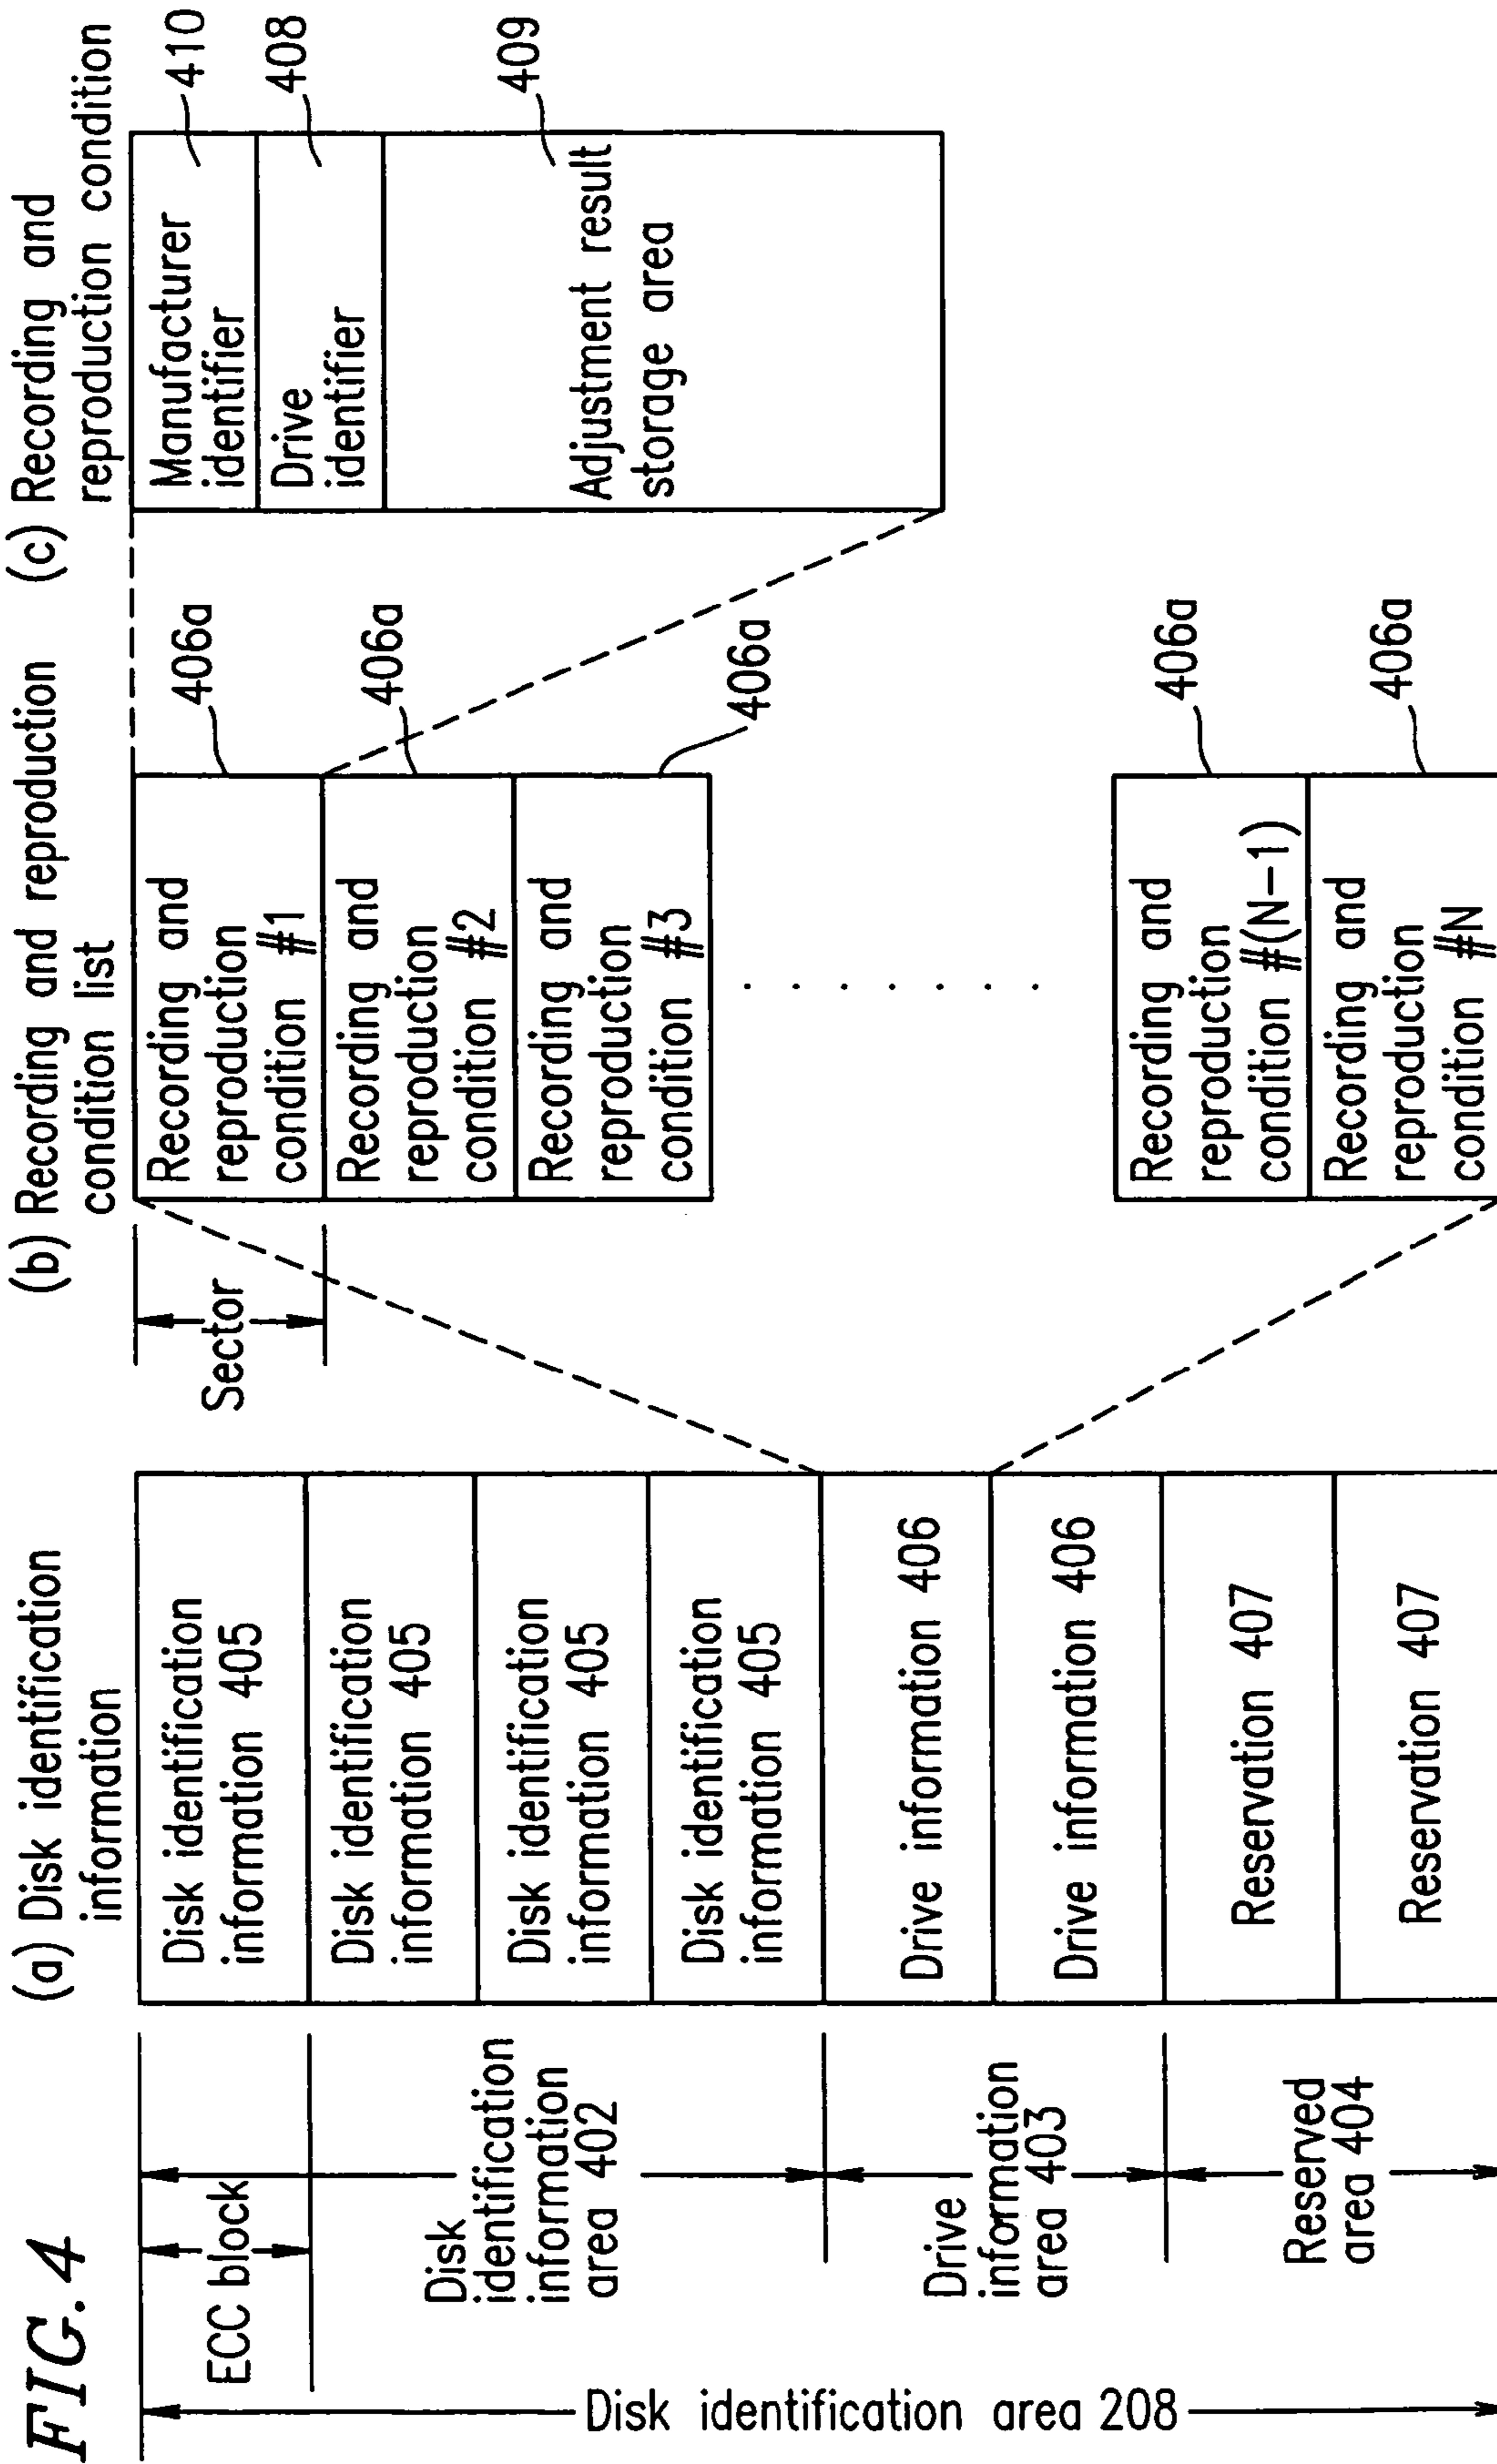 FIG. 4
(a) Disk identification
information
Disk identification area 208
ECC block
Disk
identification
information
area 402
Drive
information
area 403
Reserved
area 404
Disk identification
information 405
Disk identification
information 405
Disk identification
information 405
Disk identification
information 405
Drive information 406
Drive information 406
Reservation 407
Reservation 407
(b) Recording and reproduction
condition list
Sector
Recording and
reproduction
condition #1
406a
Recording and
reproduction
condition #2
406a
Recording and
reproduction
condition #3
406a
. . . . . . .
Recording and
reproduction
condition #(N-1)
406a
Recording and
reproduction
condition #N
406a
(c) Recording and
reproduction condition
Manufacturer
identifier
410
Drive
identifier
408
Adjustment result
storage area
409